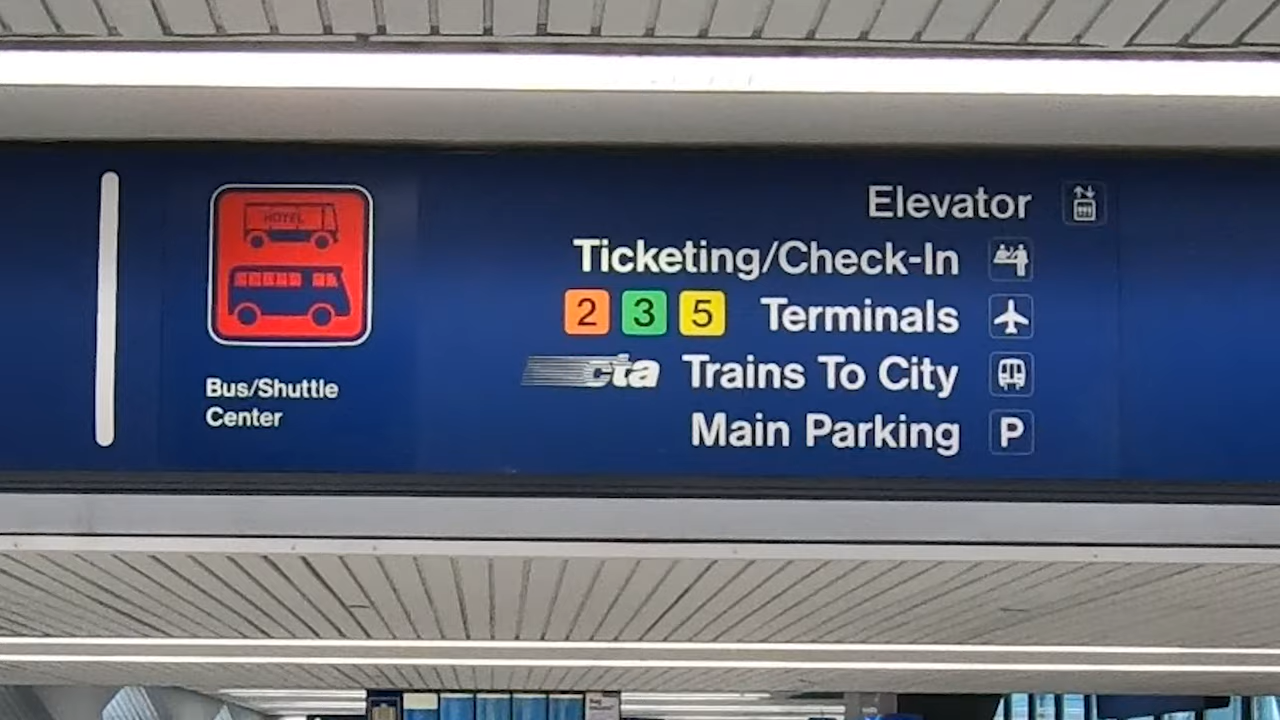 HOTEL
Bus/Shuttle
Center
Elevator
Ticketing/Check-In
2 3 5 Terminals
cta Trains To City
Main Parking P